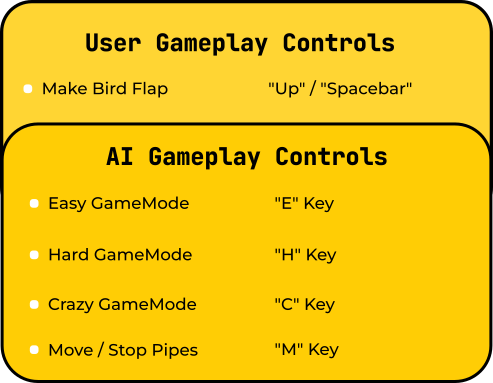 User Gameplay Controls
Make Bird Flap "Up" / "Spacebar"
AI Gameplay Controls
Easy GameMode "E" Key
Hard GameMode "H" Key
Crazy GameMode "C" Key
Move / Stop Pipes "M" Key